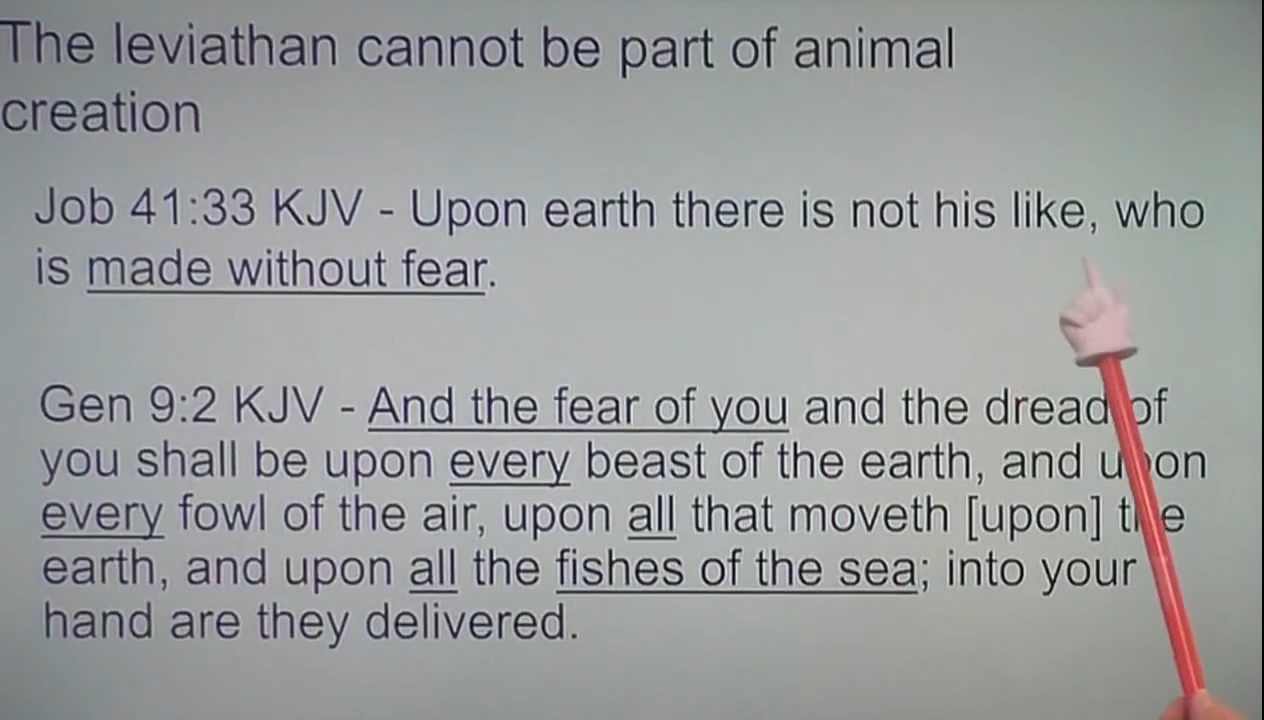 The leviathan cannot be part of animal
creation
Job 41:33 KJV - Upon earth there is not his like, who
is made without fear.
Gen 9:2 KJV - And the fear of you and the dread of
you shall be upon every beast of the earth, and upon
every fowl of the air, upon all that moveth [upon] the
earth, and upon all the fishes of the sea; into your
hand are they delivered.